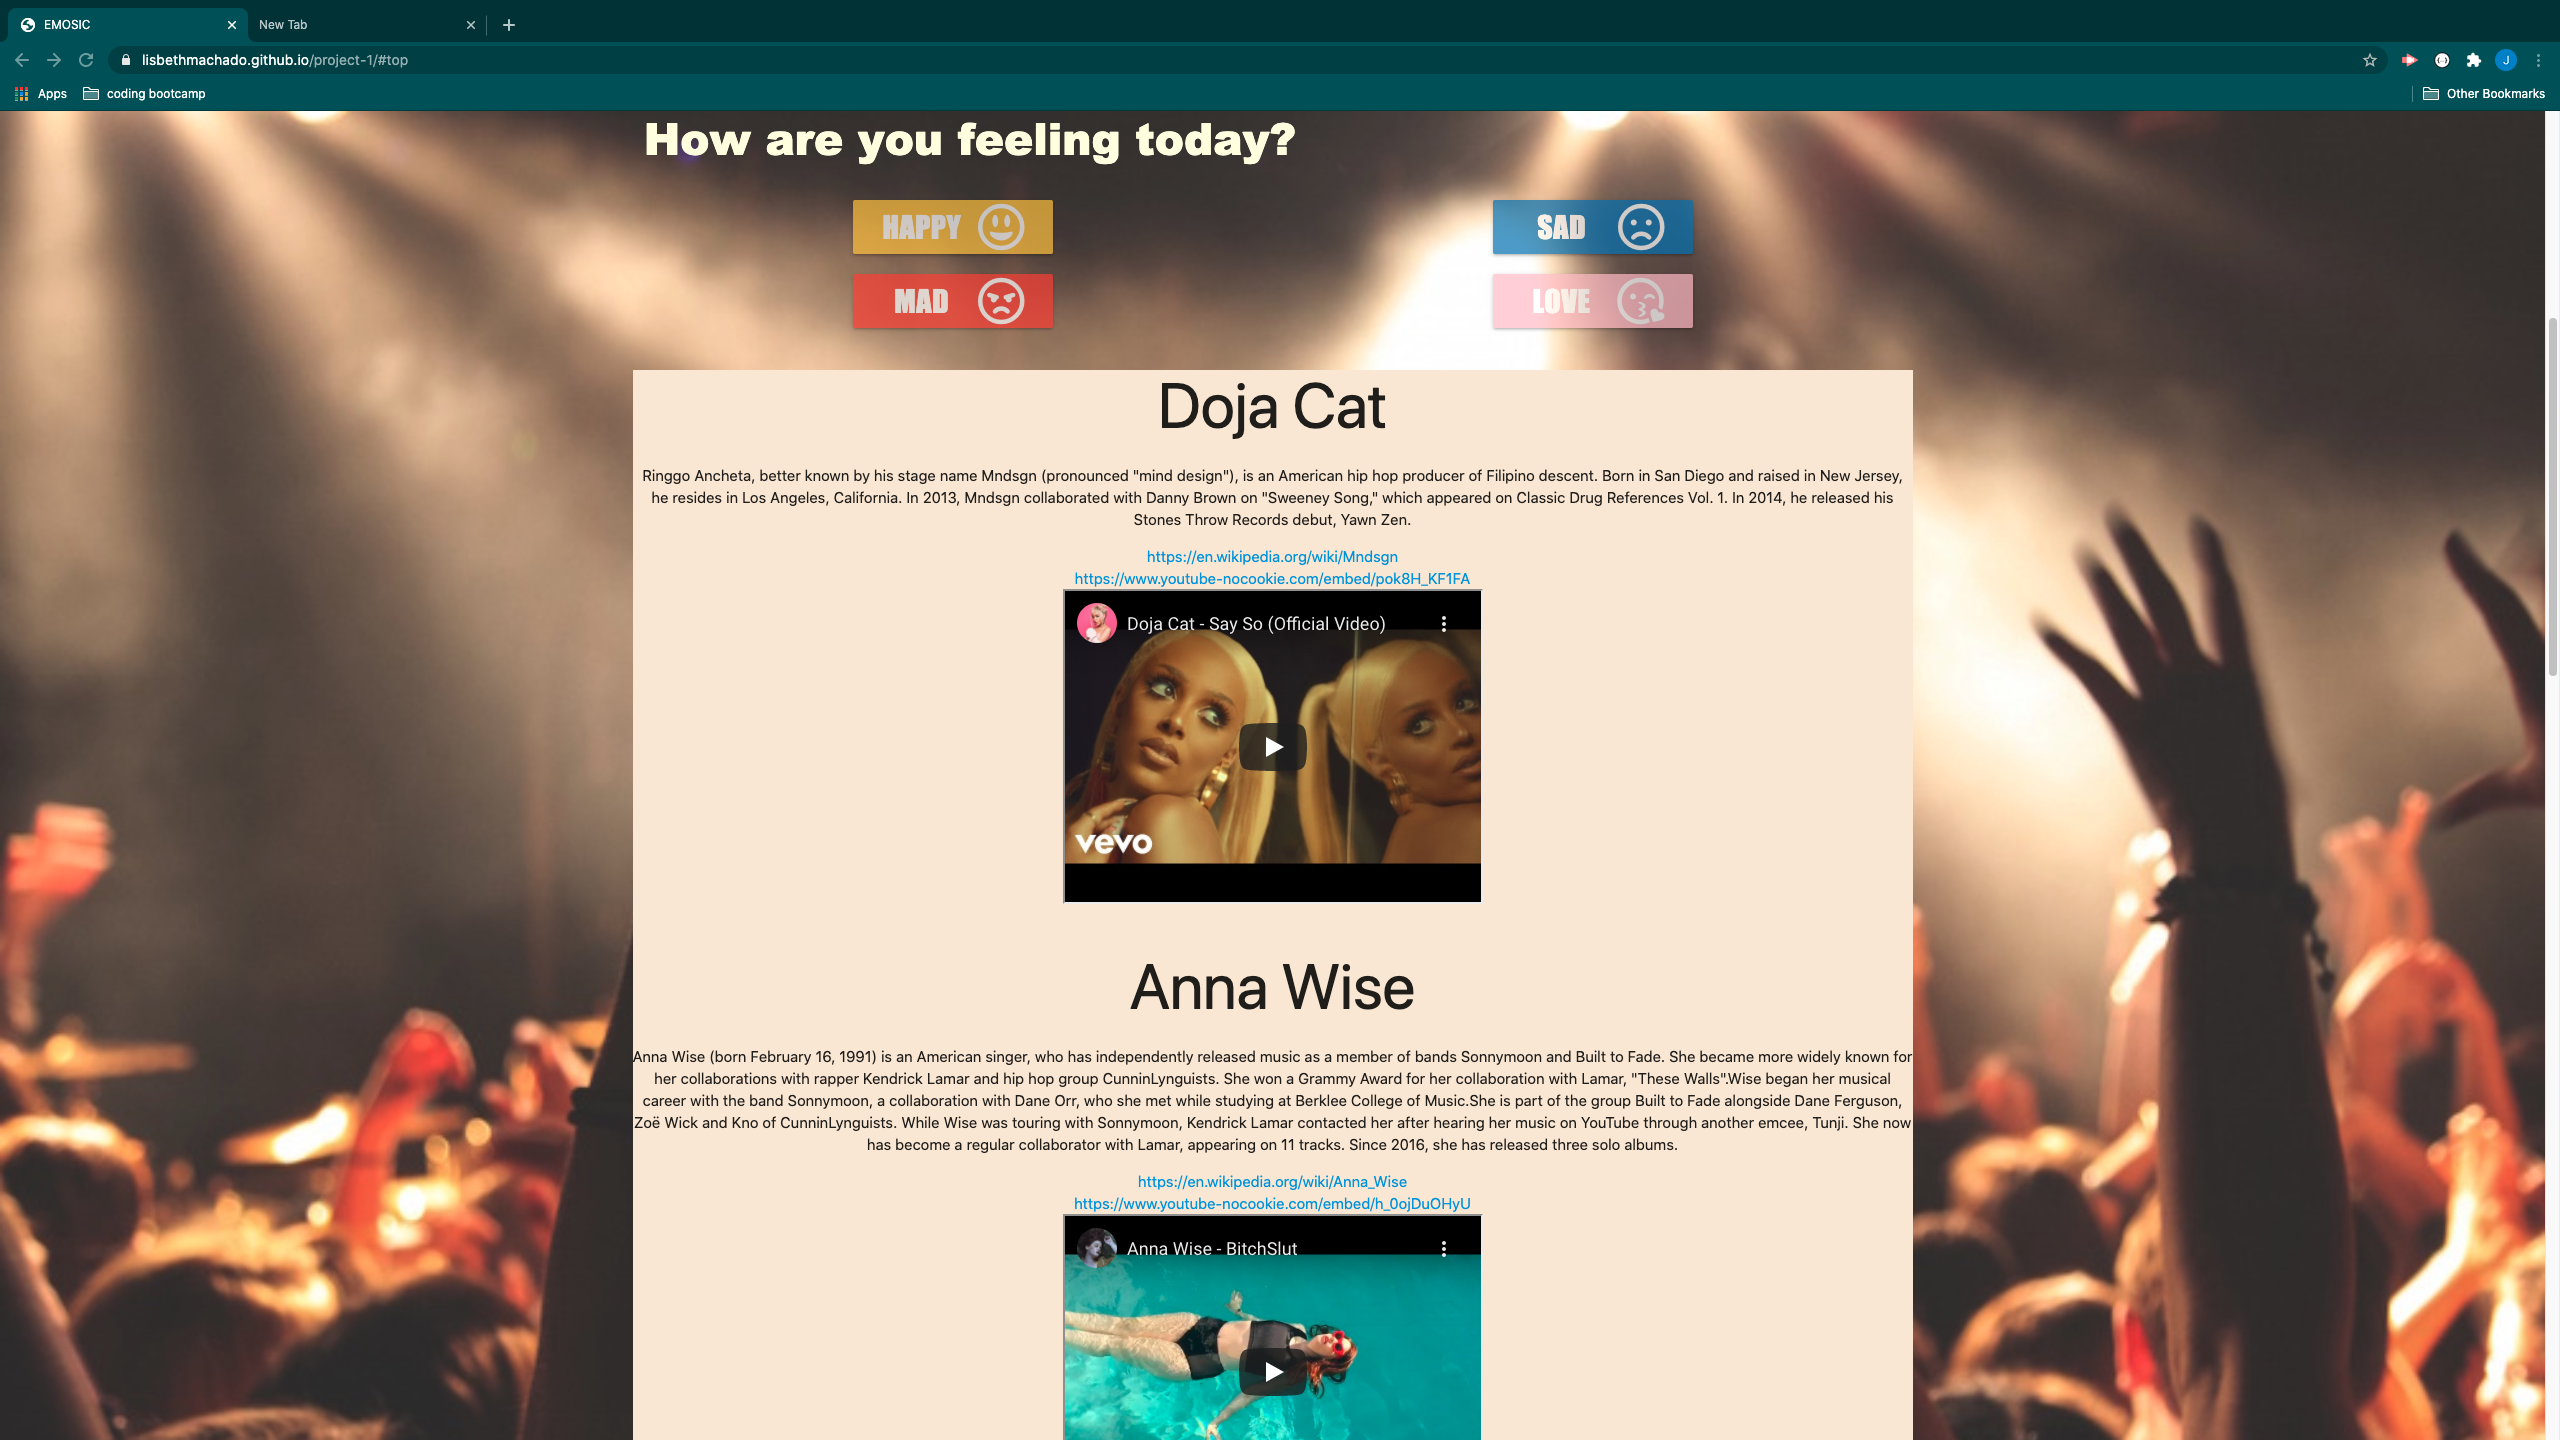 EMOSIC
New Tab
lisbethmachado.github.io/project-1/#top
J
Apps
coding bootcamp
Other Bookmarks
How are you feeling today?
HAPPY
SAD
MAD
LOVE
Doja Cat
Ringgo Ancheta, better known by his stage name Mndsgn (pronounced "mind design"), is an American hip hop producer of Filipino descent. Born in San Diego and raised in New Jersey,
he resides in Los Angeles, California. In 2013, Mndsgn collaborated with Danny Brown on "Sweeney Song," which appeared on Classic Drug References Vol. 1. In 2014, he released his
Stones Throw Records debut, Yawn Zen.
https://en.wikipedia.org/wiki/Mndsgn
https://www.youtube-nocookie.com/embed/pok8H_KF1FA
Doja Cat - Say So (Official Video)
vevo
Anna Wise
Anna Wise (born February 16, 1991) is an American singer, who has independently released music as a member of bands Sonnymoon and Built to Fade. She became more widely known for
her collaborations with rapper Kendrick Lamar and hip hop group CunninLynguists. She won a Grammy Award for her collaboration with Lamar, "These Walls".Wise began her musical
career with the band Sonnymoon, a collaboration with Dane Orr, who she met while studying at Berklee College of Music.She is part of the group Built to Fade alongside Dane Ferguson,
Zoë Wick and Kno of CunninLynguists. While Wise was touring with Sonnymoon, Kendrick Lamar contacted her after hearing her music on YouTube through another emcee, Tunji. She now
has become a regular collaborator with Lamar, appearing on 11 tracks. Since 2016, she has released three solo albums.
https://en.wikipedia.org/wiki/Anna_Wise
https://www.youtube-nocookie.com/embed/h_0ojDuOHyU
Anna Wise - BitchSlut